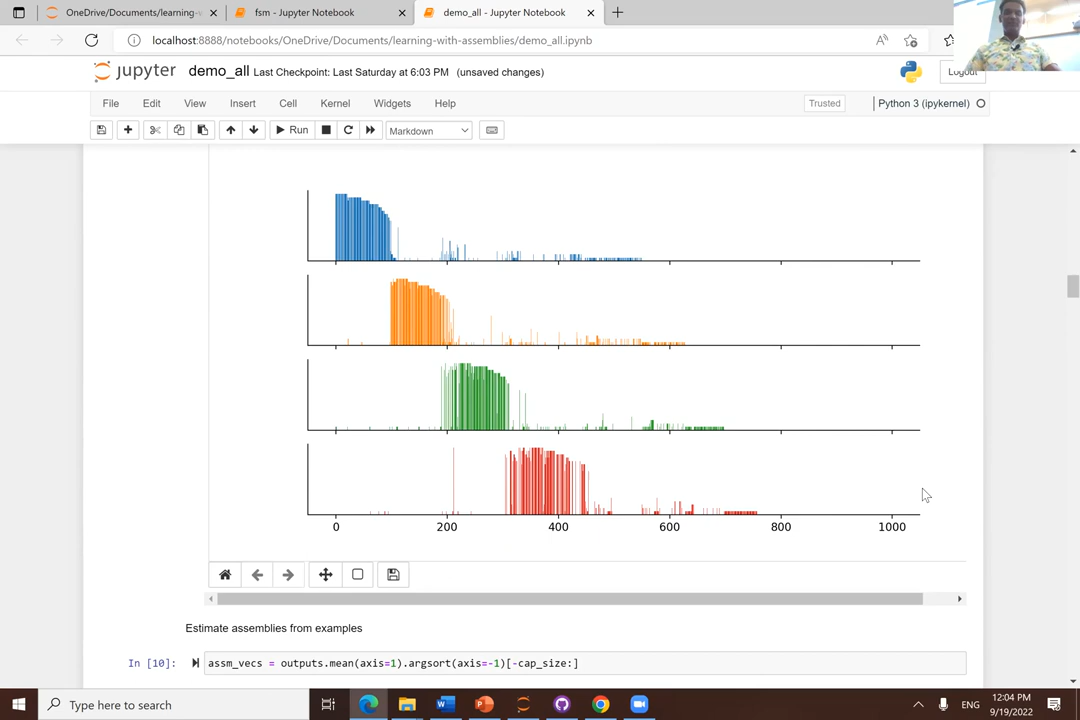 OneDrive/Documents/learning-w
fsm - Jupyter Notebook
demo_all - Jupyter Notebook
localhost:8888/notebooks/OneDrive/Documents/learning-with-assemblies/demo_all.ipynb
jupyter demo_all Last Checkpoint: Last Saturday at 6:03 PM (unsaved changes)
Logout
File Edit View Insert Cell Kernel Widgets Help
Trusted
Python 3 (ipykernel)
Run
Markdown
0 200 400 600 800 1000
Estimate assemblies from examples
In [10]:
assm_vecs = outputs.mean(axis=1).argsort(axis=-1)[-cap_size:]
Type here to search
ENG
12:04 PM
9/19/2022